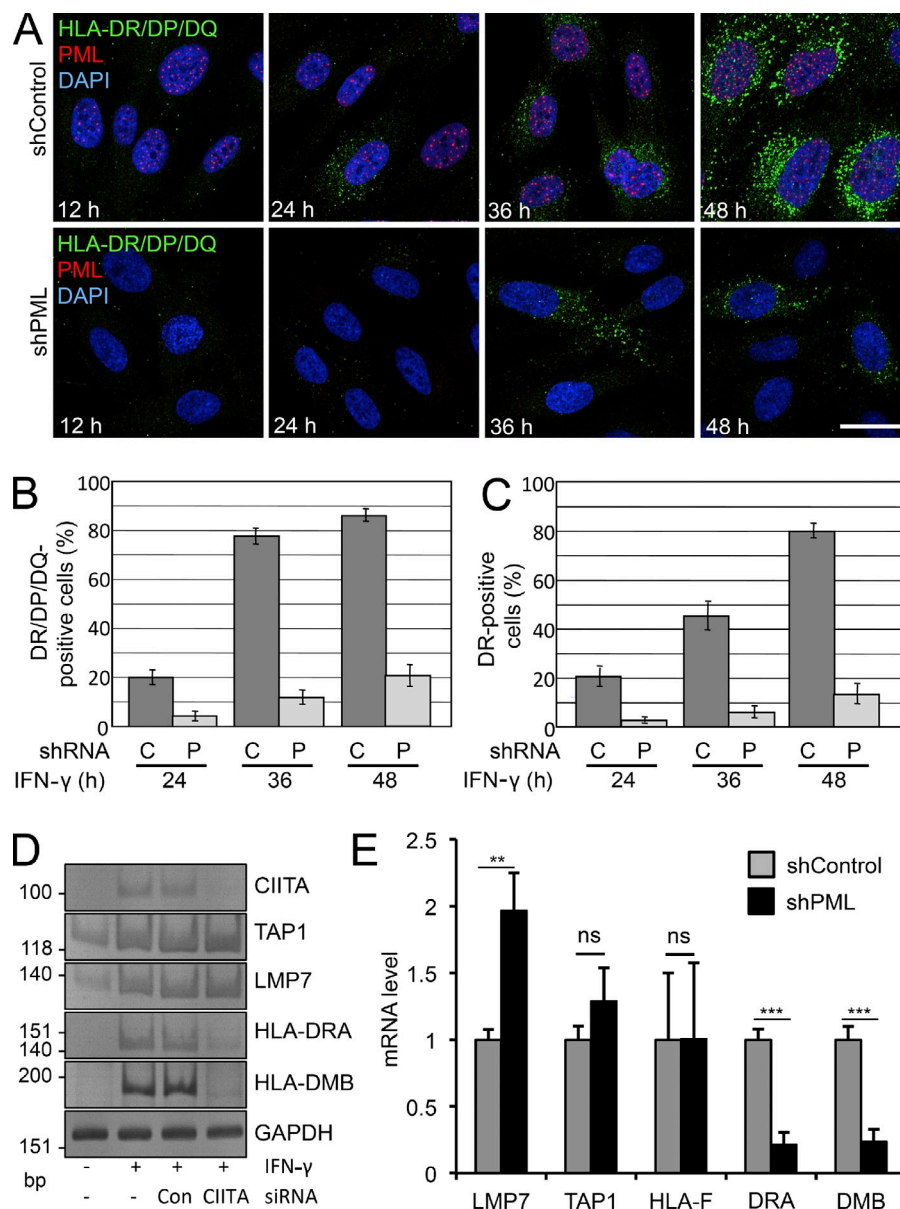 A
shControl
HLA-DR/DP/DQ
PML
DAPI
12 h
24 h
36 h
48 h
shPML
HLA-DR/DP/DQ
PML
DAPI
12 h
24 h
36 h
48 h
B
DR/DP/DQ-
positive cells (%)
100
80
60
40
20
0
shRNA C P C P C P
IFN-γ (h) 24 36 48
C
DR-positive
cells (%)
100
80
60
40
20
0
shRNA C P C P C P
IFN-γ (h) 24 36 48
D
100 CIITA
118 TAP1
140 LMP7
151
140
HLA-DRA
200 HLA-DMB
GAPDH
151
bp
- + + + IFN-γ
- - Con CIITA siRNA
E
mRNA level
2.5
2
1.5
1
0.5
0
shControl
shPML
**
ns
ns
***
***
LMP7 TAP1 HLA-F DRA DMB